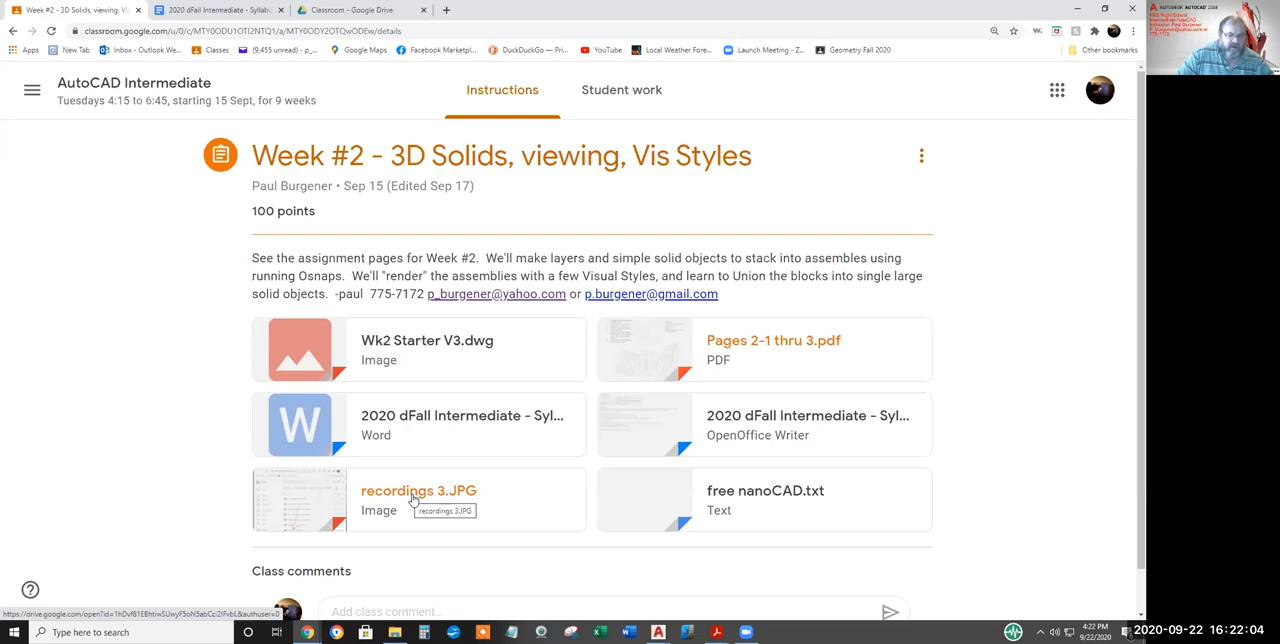 Week #2 - 3D Solids, viewing, Vis
2020 dFall Intermediate - Syllab
Classroom - Google Drive
classroom.google.com/u/0/c/MTY0ODU1OTI2NTQ1/a/MTY0ODY2OTQwODEw/details
Apps
New Tab
Inbox - Outlook We...
Classes
(9,455 unread) - p_...
Google Maps
Facebook Marketpl...
DuckDuckGo — Pri...
YouTube
Local Weather Fore...
Launch Meeting - Z...
Geometry Fall 2020
Other bookmarks
AutoCAD Intermediate
Tuesdays 4:15 to 6:45, starting 15 Sept, for 9 weeks
Instructions
Student work
Week #2 - 3D Solids, viewing, Vis Styles
Paul Burgener • Sep 15 (Edited Sep 17)
100 points
See the assignment pages for Week #2. We'll make layers and simple solid objects to stack into assembles using
running Osnaps. We'll "render" the assemblies with a few Visual Styles, and learn to Union the blocks into single large
solid objects. -paul 775-7172 p_burgener@yahoo.com or p.burgener@gmail.com
Wk2 Starter V3.dwg
Image
Pages 2-1 thru 3.pdf
PDF
2020 dFall Intermediate - Syl...
Word
2020 dFall Intermediate - Syl...
OpenOffice Writer
recordings 3.JPG
Image
recordings 3.JPG
free nanoCAD.txt
Text
Class comments
Add class comment...
Type here to search
4:22 PM
9/22/2020
2020-09-22 16:22:04
AUTODESK AUTOCAD